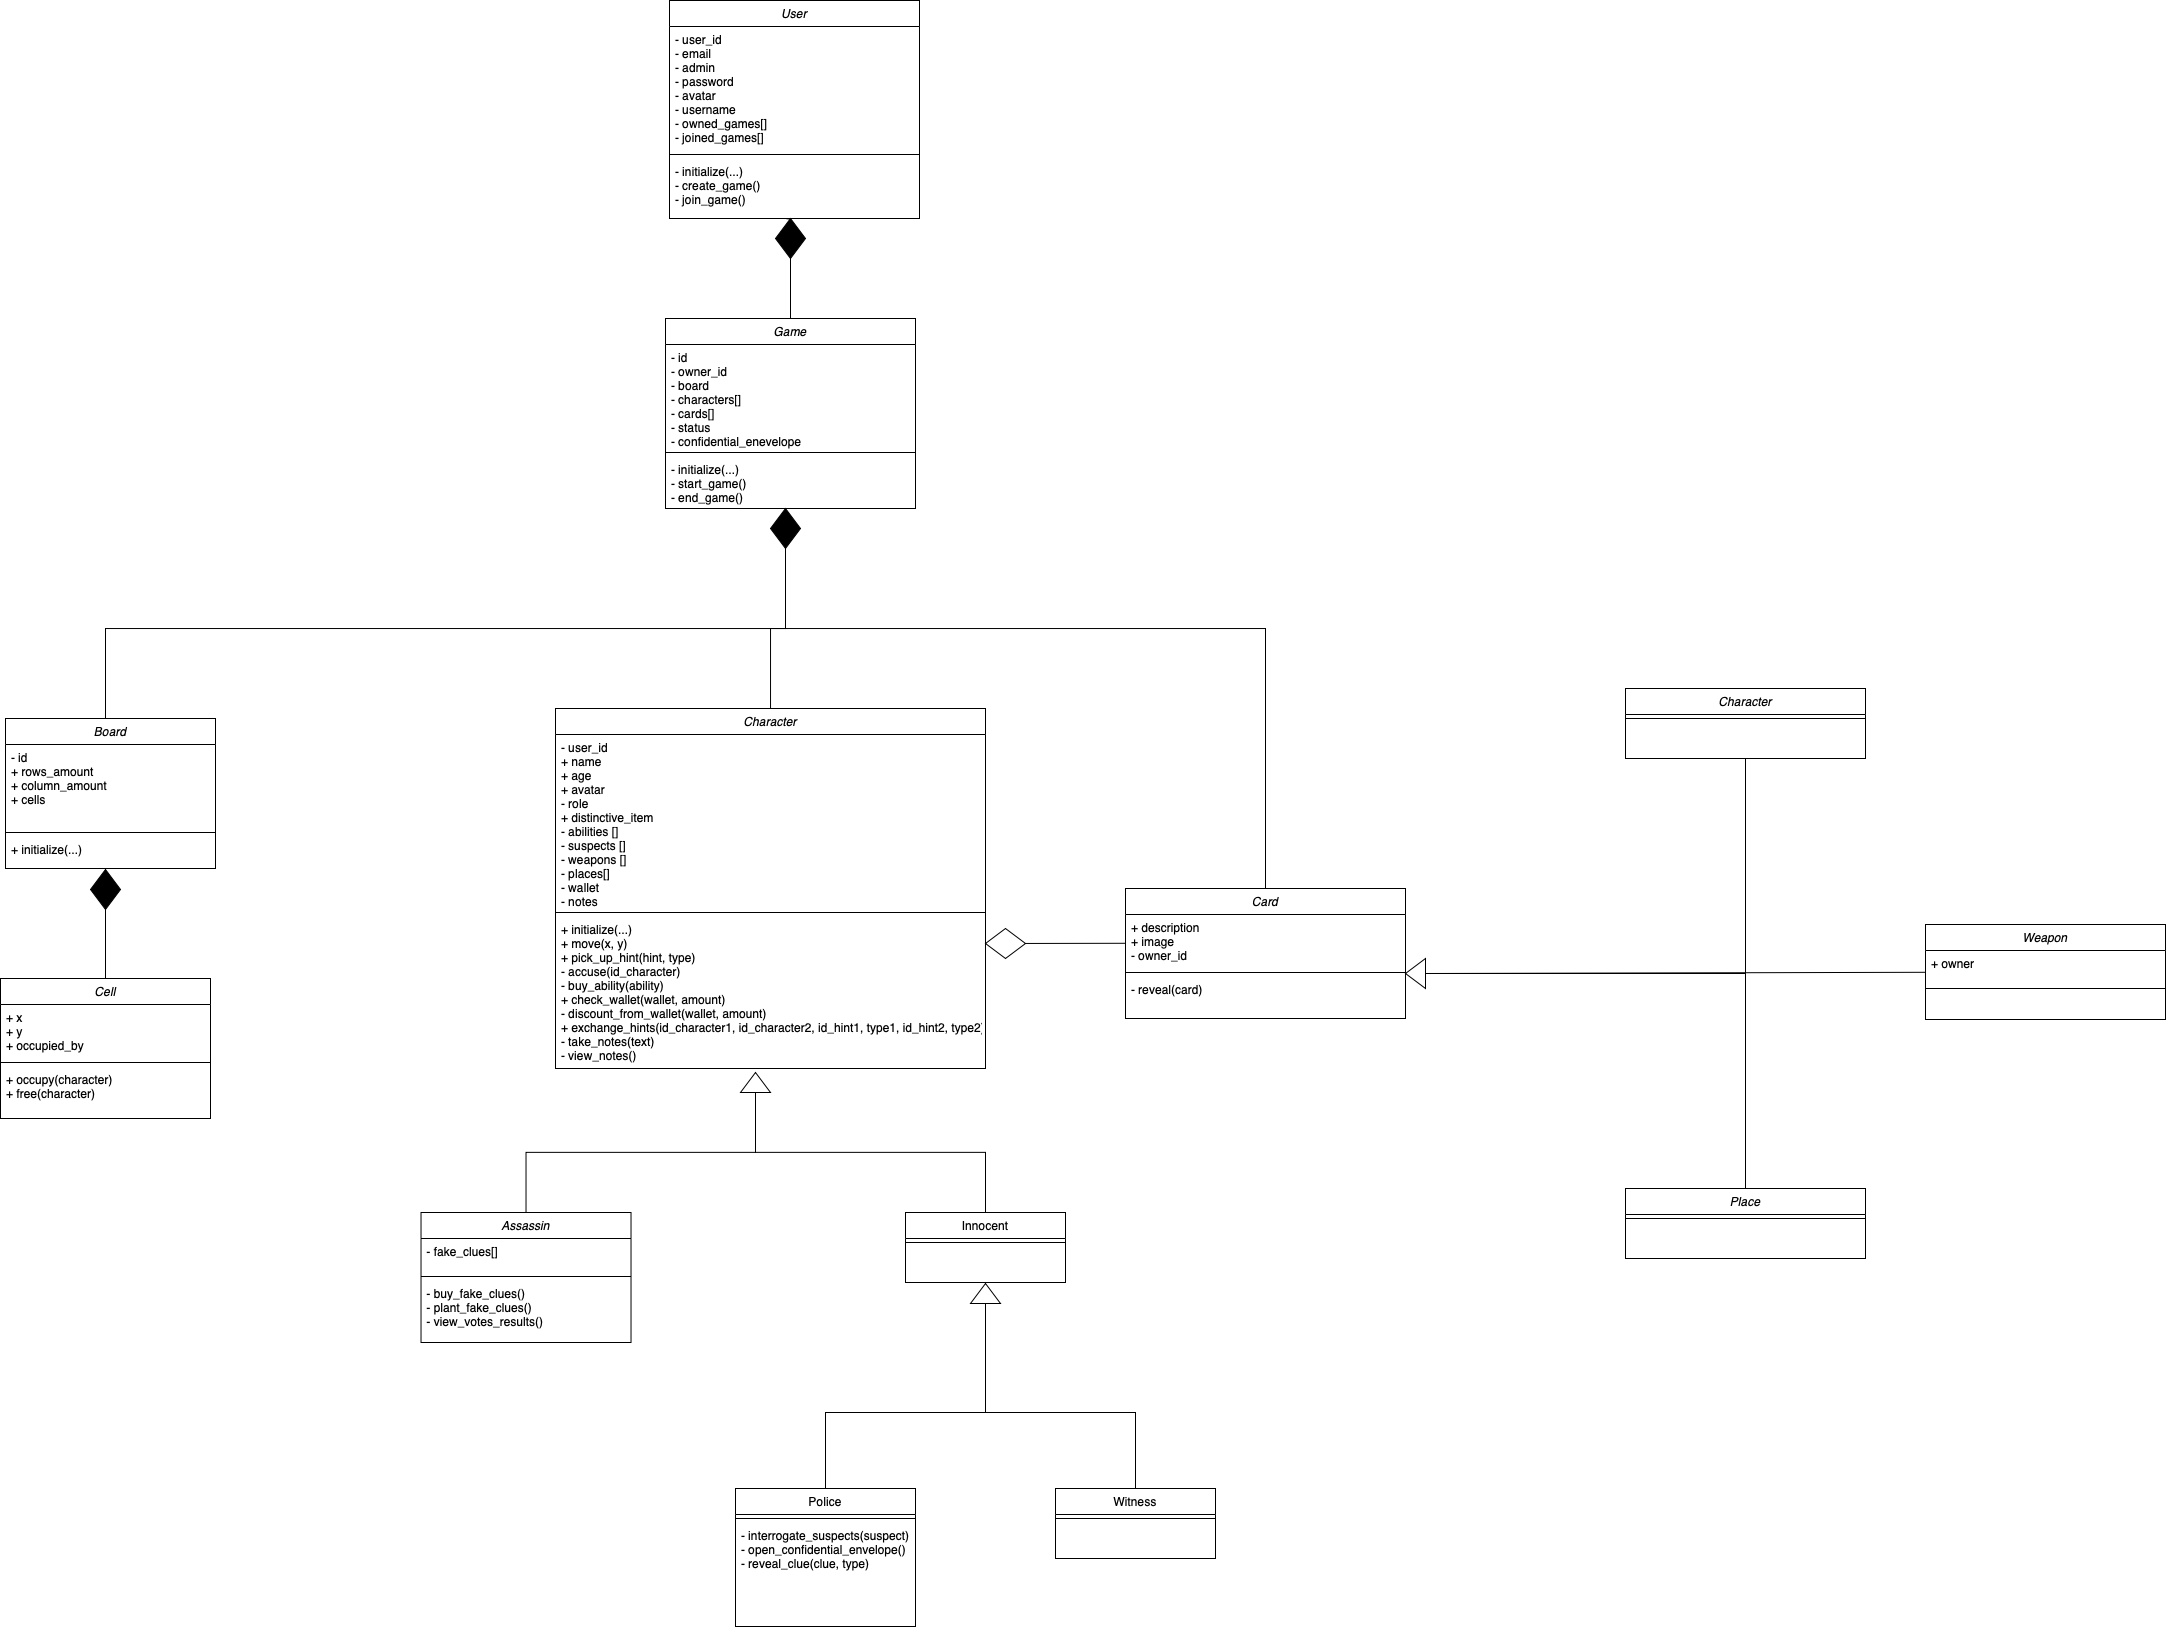 User
- user_id
- email
- admin
- password
- avatar
- username
- owned_games[]
- joined_games[]
- initialize(...)
- create_game()
- join_game()
Game
- id
- owner_id
- board
- characters[]
- cards[]
- status
- confidential_enevelope
- initialize(...)
- start_game()
- end_game()
Board
- id
+ rows_amount
+ column_amount
+ cells
+ initialize(...)
Cell
+ x
+ y
+ occupied_by
+ occupy(character)
+ free(character)
Character
- user_id
+ name
+ age
+ avatar
- role
+ distinctive_item
- abilities []
- suspects []
- weapons []
- places[]
- wallet
- notes
+ initialize(...)
+ move(x, y)
+ pick_up_hint(hint, type)
- accuse(id_character)
- buy_ability(ability)
+ check_wallet(wallet, amount)
- discount_from_wallet(wallet, amount)
+ exchange_hints(id_character1, id_character2, id_hint1, type1, id_hint2, type2
- take_notes(text)
- view_notes()
Card
+ description
+ image
- owner_id
- reveal(card)
Character
Weapon
+ owner
Place
Assassin
- fake_clues[]
- buy_fake_clues()
- plant_fake_clues()
- view_votes_results()
Innocent
Police
- interrogate_suspects(suspect)
- open_confidential_envelope()
- reveal_clue(clue, type)
Witness